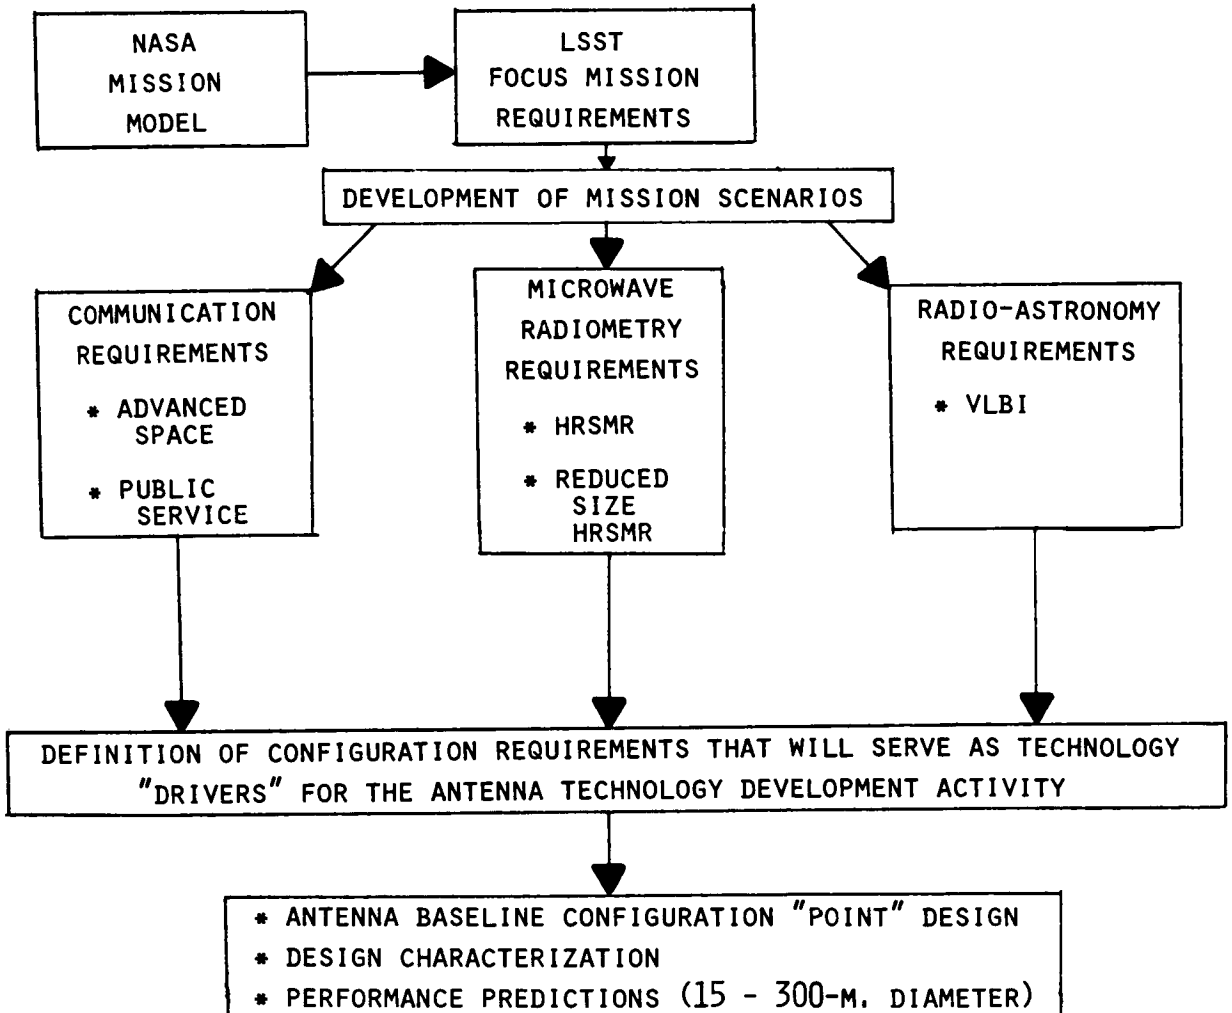 NASA
MISSION
MODEL
LSST
FOCUS MISSION
REQUIREMENTS
DEVELOPMENT OF MISSION SCENARIOS
COMMUNICATION
REQUIREMENTS
* ADVANCED
SPACE
* PUBLIC
SERVICE
MICROWAVE
RADIOMETRY
REQUIREMENTS
* HRSMR
* REDUCED
SIZE
HRSMR
RADIO-ASTRONOMY
REQUIREMENTS
* VLBI
DEFINITION OF CONFIGURATION REQUIREMENTS THAT WILL SERVE AS TECHNOLOGY
"DRIVERS" FOR THE ANTENNA TECHNOLOGY DEVELOPMENT ACTIVITY
* ANTENNA BASELINE CONFIGURATION "POINT" DESIGN
* DESIGN CHARACTERIZATION
* PERFORMANCE PREDICTIONS (15 - 300-M. DIAMETER)